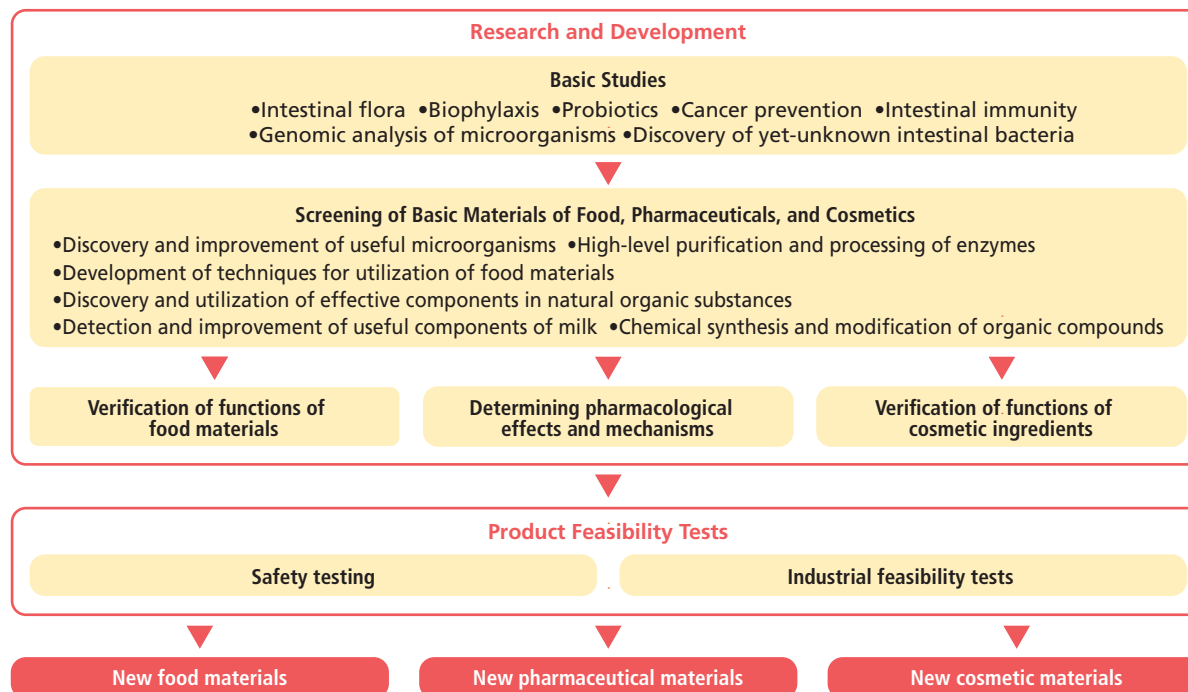 Research and Development
Basic Studies
•Intestinal flora •Biophylaxis •Probiotics •Cancer prevention •Intestinal immunity
•Genomic analysis of microorganisms •Discovery of yet-unknown intestinal bacteria
Screening of Basic Materials of Food, Pharmaceuticals, and Cosmetics
•Discovery and improvement of useful microorganisms •High-level purification and processing of enzymes
•Development of techniques for utilization of food materials
•Discovery and utilization of effective components in natural organic substances
•Detection and improvement of useful components of milk •Chemical synthesis and modification of organic compounds
Verification of functions of
food materials
Determining pharmacological
effects and mechanisms
Verification of functions of
cosmetic ingredients
Product Feasibility Tests
Safety testing
Industrial feasibility tests
New food materials
New pharmaceutical materials
New cosmetic materials